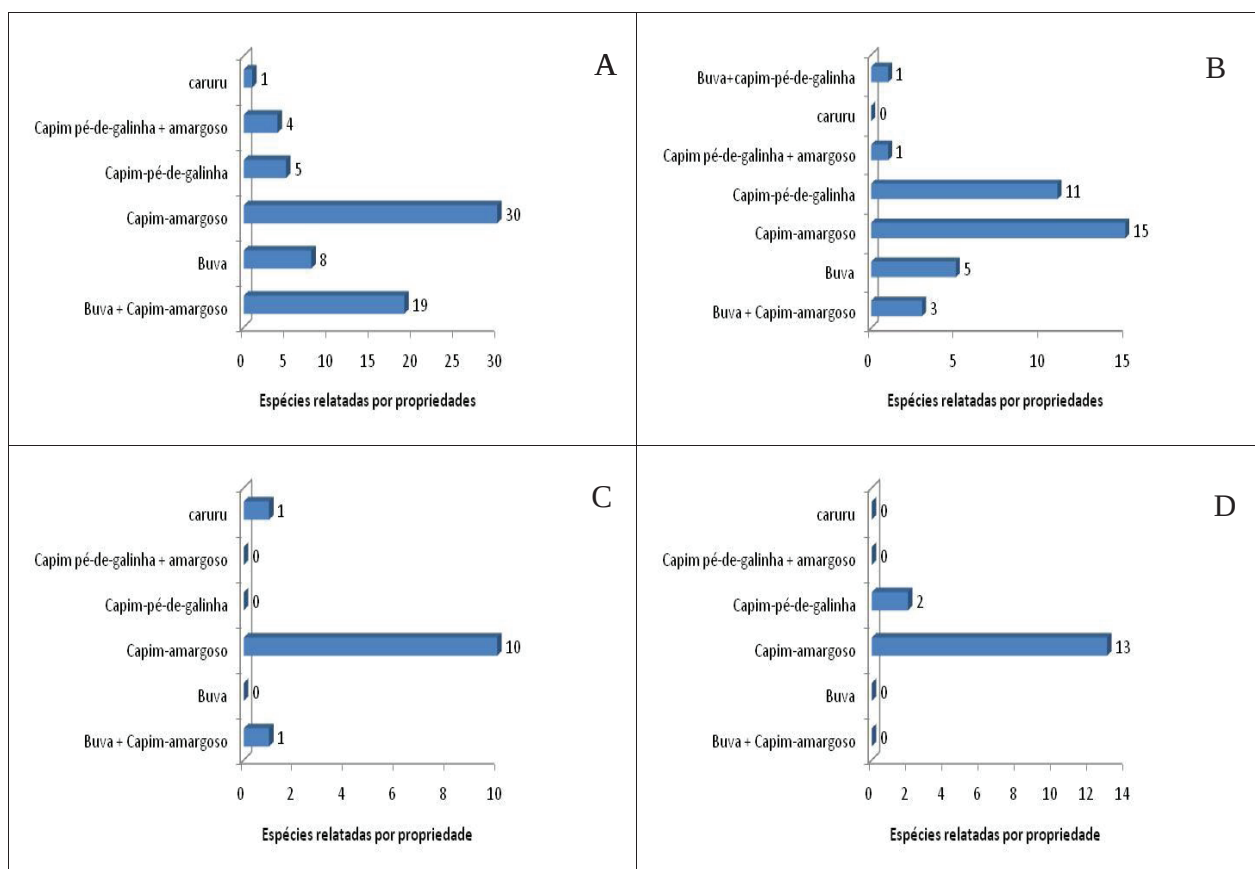 A
caruru 1
Capim pé-de-galinha + amargoso 4
Capim-pé-de-galinha 5
Capim-amargoso 30
Buva 8
Buva + Capim-amargoso 19
0 5 10 15 20 25 30
Espécies relatadas por propriedades
B
Buva+capim-pé-de-galinha 1
caruru 0
Capim pé-de-galinha + amargoso 1
Capim-pé-de-galinha 11
Capim-amargoso 15
Buva 5
Buva + Capim-amargoso 3
0 5 10 15
Espécies relatadas por propriedades
C
caruru 1
Capim pé-de-galinha + amargoso 0
Capim-pé-de-galinha 0
Capim-amargoso 10
Buva 0
Buva + Capim-amargoso 1
0 2 4 6 8 10
Espécies relatadas por propriedade
D
caruru 0
Capim pé-de-galinha + amargoso 0
Capim-pé-de-galinha 2
Capim-amargoso 13
Buva 0
Buva + Capim-amargoso 0
0 2 4 6 8 10 12 14
Espécies relatadas por propriedade